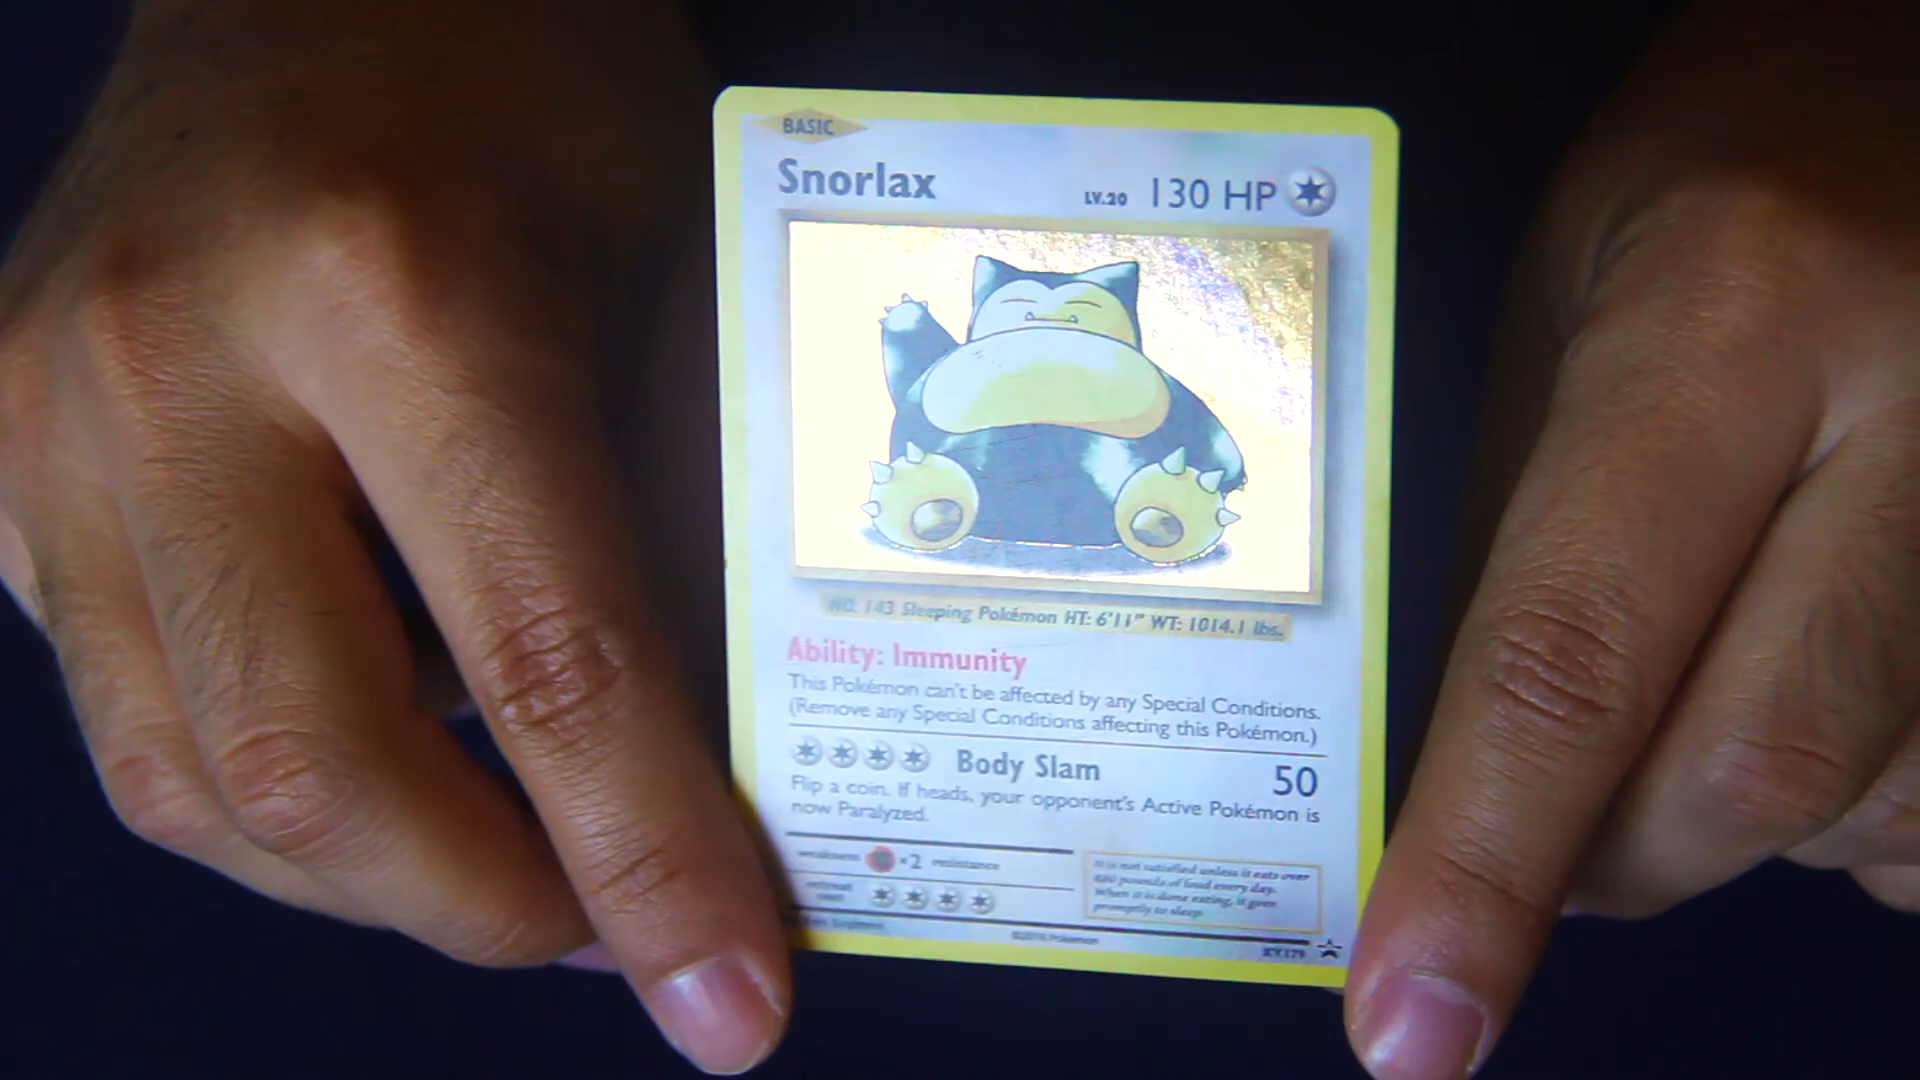 BASIC
Snorlax LV.20 130 HP
NO. 143 Sleeping Pokémon HT: 6'11" WT: 1014.1 lbs.
Ability: Immunity
This Pokémon can't be affected by any Special Conditions.
(Remove any Special Conditions affecting this Pokémon.)
Body Slam 50
Flip a coin. If heads, your opponent's Active Pokémon is
now Paralyzed.
weakness ×2 resistance
retreat
cost
It is not satisfied unless it eats over
880 pounds of food every day.
When it is done eating, it goes
promptly to sleep.
©2016 Pokémon
XY179